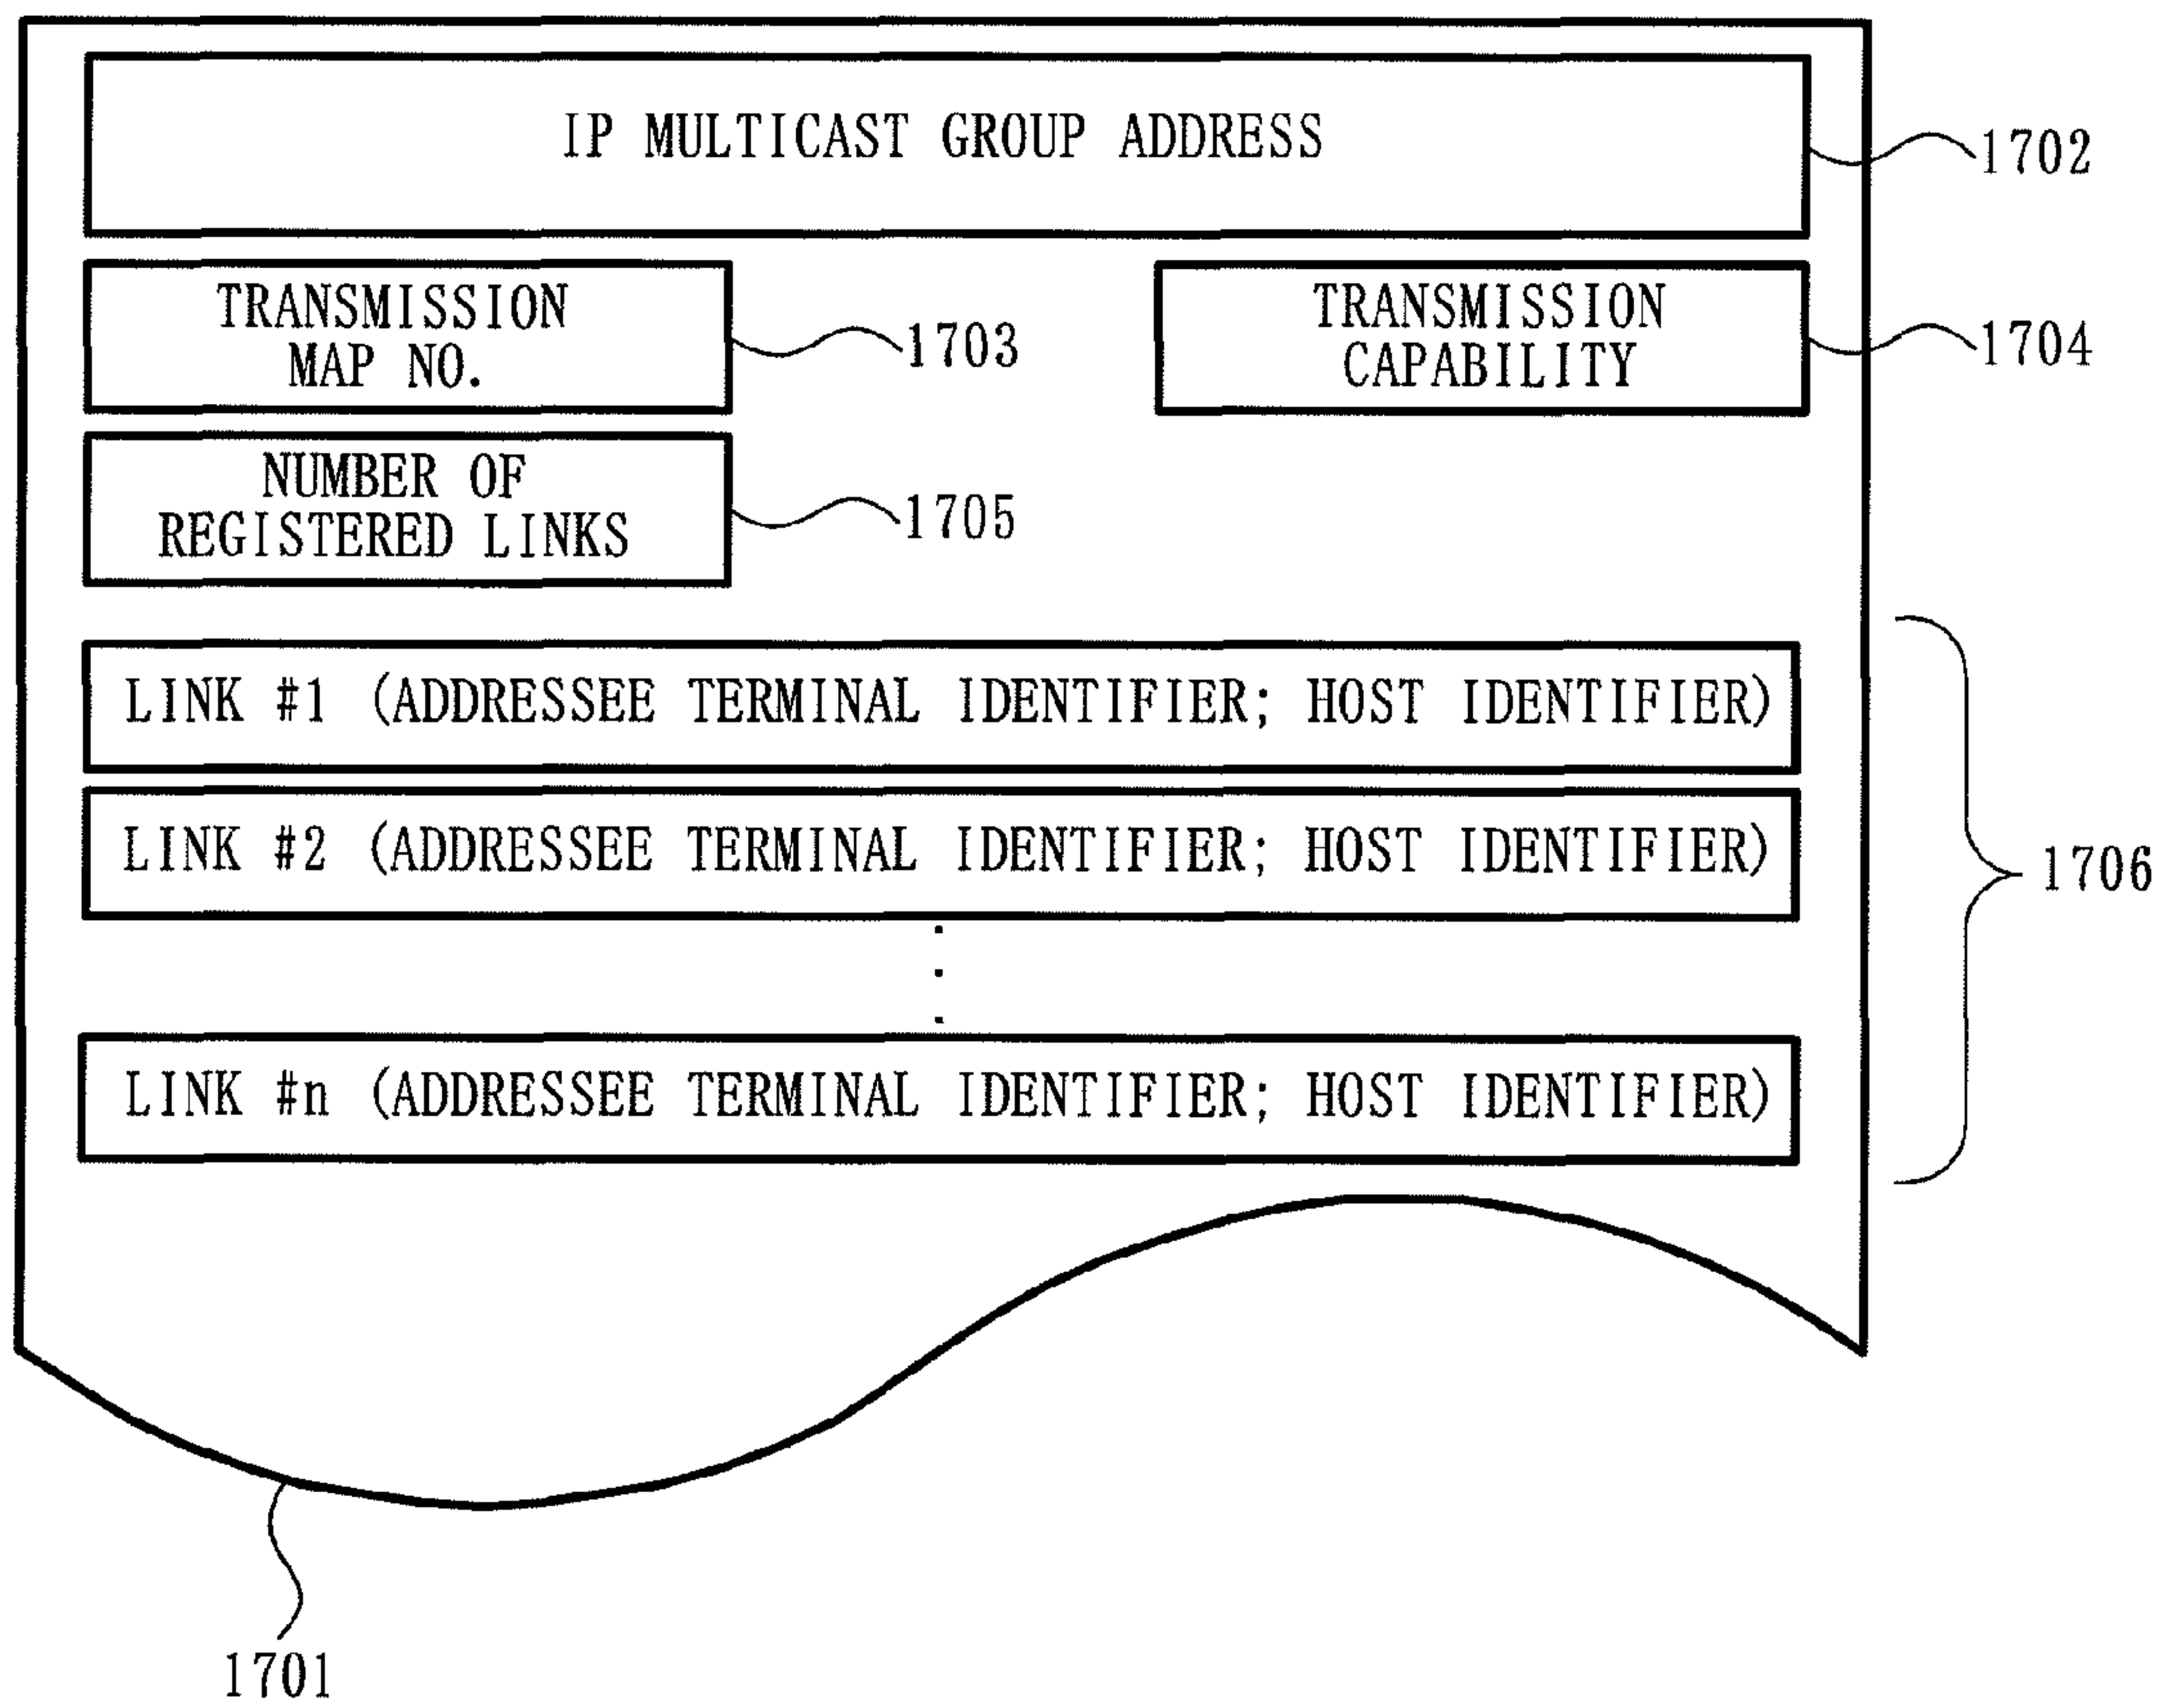 IP MULTICAST GROUP ADDRESS
1702
TRANSMISSION
MAP NO.
1703
TRANSMISSION
CAPABILITY
1704
NUMBER OF
REGISTERED LINKS
1705
LINK #1 (ADDRESSEE TERMINAL IDENTIFIER; HOST IDENTIFIER)
LINK #2 (ADDRESSEE TERMINAL IDENTIFIER; HOST IDENTIFIER)
1706
LINK #n (ADDRESSEE TERMINAL IDENTIFIER; HOST IDENTIFIER)
1701